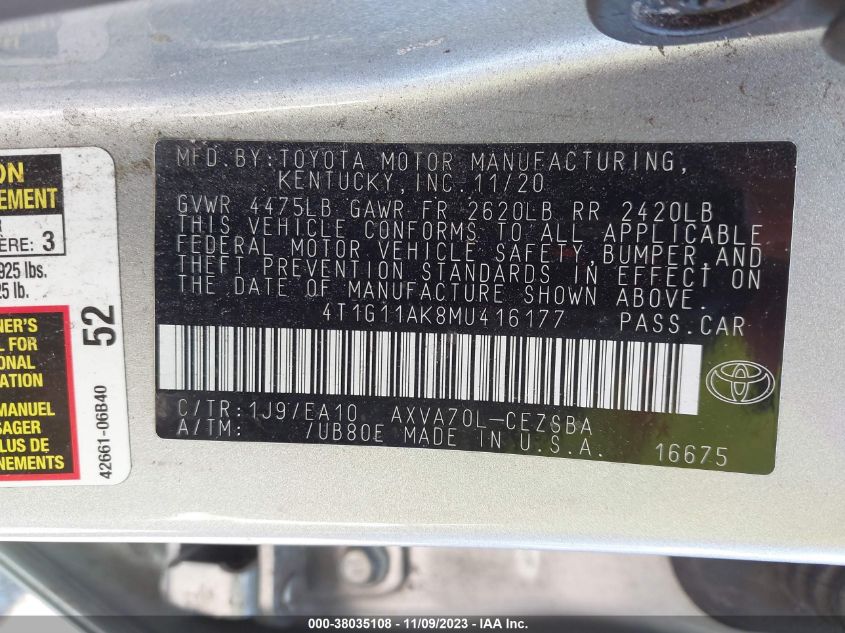 ON
EMENT
R
ÈRE: 3
925 lbs.
25 lb.
NER'S
L FOR
IONAL
ATION
MANUEL
SAGER
LUS DE
NEMENTS
52
42661-06B40
MFD. BY: TOYOTA MOTOR MANUFACTURING,
KENTUCKY, INC. 11/20
GVWR 4475LB GAWR FR 2620LB RR 2420LB
THIS VEHICLE CONFORMS TO ALL APPLICABLE
FEDERAL MOTOR VEHICLE SAFETY, BUMPER, AND
THEFT PREVENTION STANDARDS IN EFFECT ON
THE DATE OF MANUFACTURE SHOWN ABOVE.
4T1G11AK8MU416177 PASS. CAR
C/TR: 1J9/EA10 AXVA70L-CEZSBA
A/TM: /UB80E MADE IN U.S.A. 16675
000-38035108 - 11/09/2023 - IAA Inc.